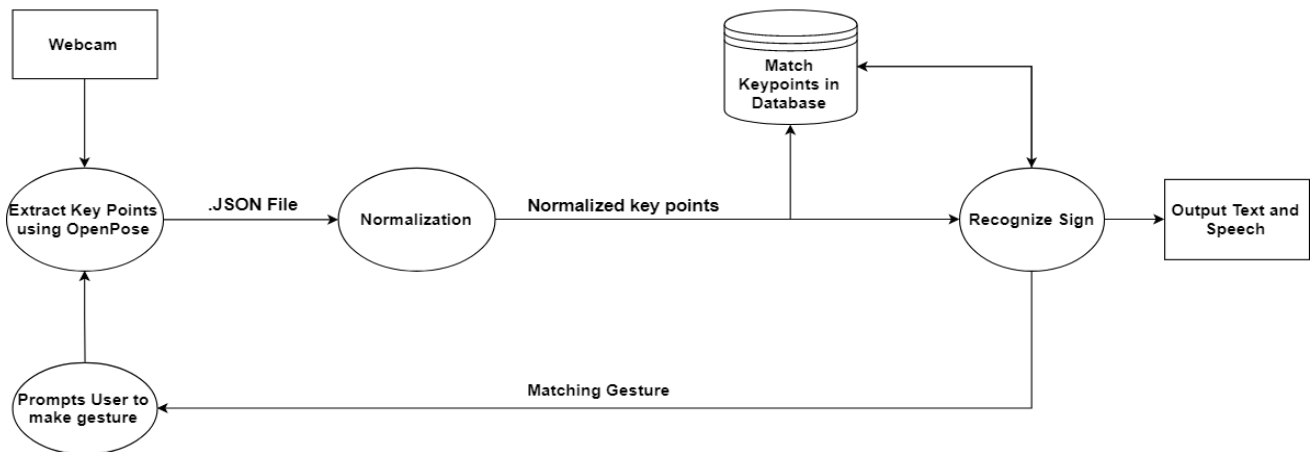 Webcam
Match
Keypoints in
Database
Extract Key Points
using OpenPose
.JSON File
Normalization
Normalized key points
Recognize Sign
Output Text and
Speech
Prompts User to
make gesture
Matching Gesture